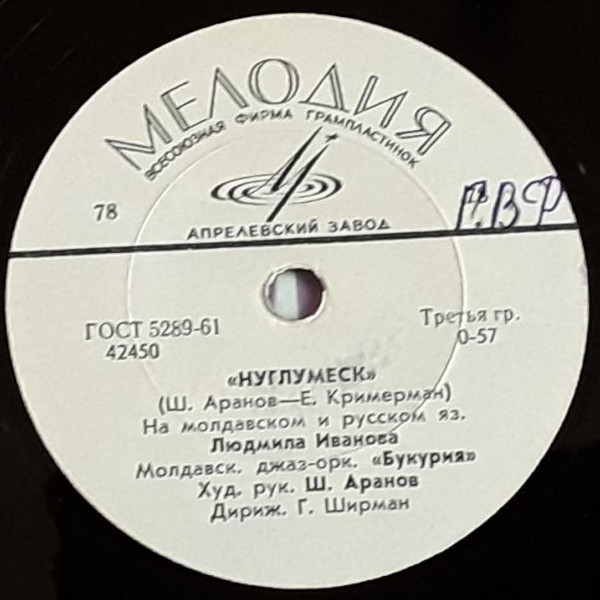 МЕЛОДИЯ
ВСЕСОЮЗНАЯ ФИРМА ГРАМПЛАСТИНОК
78
АПРЕЛЕВСКИЙ ЗАВОД
ГОСТ 5289-61
42450
Третья гр.
0-57
«НУГЛУМЕСК»
(Ш. Аранов—Е. Кримерман)
На молдавском и русском яз.
Людмила Иванова
Молдавск. джаз-орк. «Букурия»
Худ. рук. Ш. Аранов
Дириж. Г. Ширман